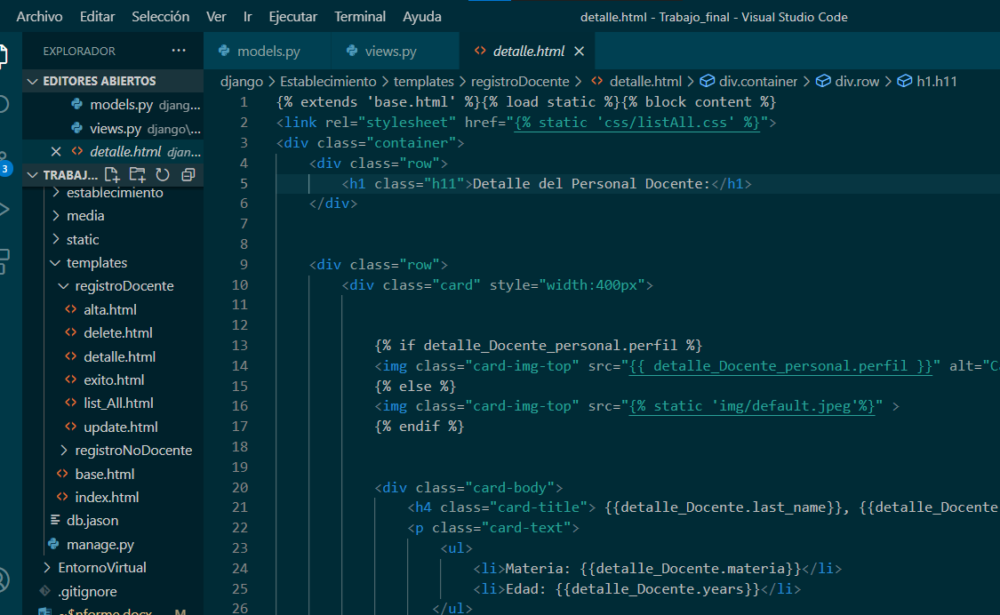 Archivo Editar Selección Ver Ir Ejecutar Terminal Ayuda
detalle.html - Trabajo_final - Visual Studio Code
EXPLORADOR ···
EDITORES ABIERTOS
models.py djang...
views.py django\...
detalle.html djan...
3
TRABAJ...
establecimiento
media
static
templates
registroDocente
alta.html
delete.html
detalle.html
exito.html
list_All.html
update.html
registroNoDocente
base.html
index.html
db.jason
manage.py
EntornoVirtual
.gitignore
~$nforme.docx M
models.py views.py detalle.html
django > Establecimiento > templates > registroDocente > detalle.html > div.container > div.row > h1.h11
1 {% extends 'base.html' %}{% load static %}{% block content %}
2 <link rel="stylesheet" href="{% static 'css/listAll.css' %}">
3 <div class="container">
4 <div class="row">
5 <h1 class="h11">Detalle del Personal Docente:</h1>
6 </div>
7
8
9 <div class="row">
10 <div class="card" style="width:400px">
11
12
13 {% if detalle_Docente_personal.perfil %}
14 <img class="card-img-top" src="{{ detalle_Docente_personal.perfil }}" alt="C
15 {% else %}
16 <img class="card-img-top" src="{% static 'img/default.jpeg'%}" >
17 {% endif %}
18
19
20 <div class="card-body">
21 <h4 class="card-title"> {{detalle_Docente.last_name}}, {{detalle_Docente
22 <p class="card-text">
23 <ul>
24 <li>Materia: {{detalle_Docente.materia}}</li>
25 <li>Edad: {{detalle_Docente.years}}</li>
26 </ul>